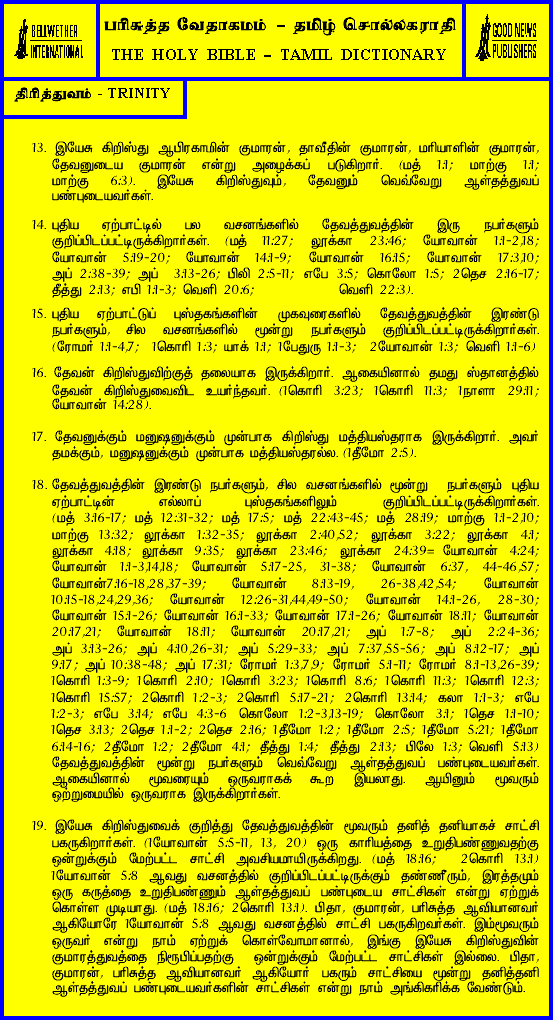 BELLWETHER
INTERNATIONAL
பரிசுத்த வேதாகமம் – தமிழ் சொல்லகராதி
THE HOLY BIBLE – TAMIL DICTIONARY
GOOD NEWS
PUBLISHERS
திரித்துவம் - TRINITY
13. இயேசு கிறிஸ்து ஆபிரகாமின் குமாரன், தாவீதின் குமாரன், மரியாளின் குமாரன்,
தேவனுடைய குமாரன் என்று அழைக்கப் படுகிறார். (மத் 1:1; மாற்கு 1:1;
மாற்கு 6:3). இயேசு கிறிஸ்துவும், தேவனும் வெவ்வேறு ஆள்தத்துவப்
பண்புடையவர்கள்.
14. புதிய ஏற்பாட்டில் பல வசனங்களில் தேவத்துவத்தின் இரு நபர்களும்
குறிப்பிடப்பட்டிருக்கிறார்கள். (மத் 11:27; லூக்கா 23:46; யோவான் 1:1-2,18;
யோவான் 5:19-20; யோவான் 14:1-9; யோவான் 16:15; யோவான் 17:3,10;
அப் 2:38-39; அப் 3:13-26; பிலி 2:5-11; எபே 3:5; கொலோ 1:5; 2தெச 2:16-17;
தீத்து 2:13; எபி 1:1-3; வெளி 20:6; வெளி 22:3).
15. புதிய ஏற்பாட்டுப் புஸ்தகங்களின் முகவுரைகளில் தேவத்துவத்தின் இரண்டு
நபர்களும், சில வசனங்களில் மூன்று நபர்களும் குறிப்பிடப்பட்டிருக்கிறார்கள்.
(ரோமர் 1:1-4,7; 1கொரி 1:3; யாக் 1:1; 1பேதுரு 1:1-3; 2யோவான் 1:3; வெளி 1:1-6)
16. தேவன் கிறிஸ்துவிற்குத் தலையாக இருக்கிறார். ஆகையினால் தமது ஸ்தானத்தில்
தேவன் கிறிஸ்துவைவிட உயர்ந்தவர். (1கொரி 3:23; 1கொரி 11:3; 1நாளா 29:11;
யோவான் 14:28).
17. தேவனுக்கும் மனுஷனுக்கும் முன்பாக கிறிஸ்து மத்தியஸ்தராக இருக்கிறார். அவர்
தமக்கும், மனுஷனுக்கும் முன்பாக மத்தியஸ்தரல்ல. (1தீமோ 2:5).
18. தேவத்துவத்தின் இரண்டு நபர்களும், சில வசனங்களில் மூன்று நபர்களும் புதிய
ஏற்பாட்டின் எல்லாப் புஸ்தகங்களிலும் குறிப்பிடப்பட்டிருக்கிறார்கள்.
(மத் 3:16-17; மத் 12:31-32; மத் 17:5; மத் 22:43-45; மத் 28:19; மாற்கு 1:1-2,10;
மாற்கு 13:32; லூக்கா 1:32-35; லூக்கா 2:40,52; லூக்கா 3:22; லூக்கா 4:1;
லூக்கா 4:18; லூக்கா 9:35; லூக்கா 23:46; லூக்கா 24:39= யோவான் 4:24;
யோவான் 1:1-3,14,18; யோவான் 5:17-25, 31-38; யோவான் 6:37, 44-46,57;
யோவான்7:16-18,28,37-39; யோவான் 8:13-19, 26-38,42,54; யோவான்
10:15-18,24,29,36; யோவான் 12:26-31,44,49-50; யோவான் 14:1-26, 28-30;
யோவான் 15:1-26; யோவான் 16:1-33; யோவான் 17:1-26; யோவான் 18:11; யோவான்
20:17,21; யோவான் 18:11; யோவான் 20:17,21; அப் 1:7-8; அப் 2:24-36;
அப் 3:13-26; அப் 4:10,26-31; அப் 5:29-33; அப் 7:37,55-56; அப் 8:12-17; அப்
9:17; அப் 10:38-48; அப் 17:31; ரோமர் 1:3,7,9; ரோமர் 5:1-11; ரோமர் 8:1-13,26-39;
1கொரி 1:3-9; 1கொரி 2:10; 1கொரி 3:23; 1கொரி 8:6; 1கொரி 11:3; 1கொரி 12:3;
1கொரி 15:57; 2கொரி 1:2-3; 2கொரி 5:17-21; 2கொரி 13:14; கலா 1:1-3; எபே
1:2-3; எபே 3:14; எபே 4:3-6 கொலோ 1:2-3,13-19; கொலோ 3:1; 1தெச 1:1-10;
1தெச 3:13; 2தெச 1:1-2; 2தெச 2:16; 1தீமோ 1:2; 1தீமோ 2:5; 1தீமோ 5:21; 1தீமோ
6:14-16; 2தீமோ 1:2; 2தீமோ 4:1; தீத்து 1:4; தீத்து 2:13; பிலே 1:3; வெளி 5:13)
தேவத்துவத்தின் மூன்று நபர்களும் வெவ்வேறு ஆள்தத்துவப் பண்புடையவர்கள்.
ஆகையினால் மூவரையும் ஒருவராகக் கூற இயலாது. ஆயினும் மூவரும்
ஒற்றுமையில் ஒருவராக இருக்கிறார்கள்.
19. இயேசு கிறிஸ்துவைக் குறித்து தேவத்துவத்தின் மூவரும் தனித் தனியாகச் சாட்சி
பகருகிறார்கள். (1யோவான் 5:5-11, 13, 20) ஒரு காரியத்தை உறுதிபண்ணுவதற்கு
ஒன்றுக்கும் மேற்பட்ட சாட்சி அவசியமாயிருக்கிறது. (மத் 18:16; 2கொரி 13:1)
1யோவான் 5:8 ஆவது வசனத்தில் குறிப்பிடப்பட்டிருக்கும் தண்ணீரும், இரத்தமும்
ஒரு கருத்தை உறுதிபண்ணும் ஆள்தத்துவப் பண்புடைய சாட்சிகள் என்று ஏற்றுக்
கொள்ள முடியாது. (மத் 18:16; 2கொரி 13:1). பிதா, குமாரன், பரிசுத்த ஆவியானவர்
ஆகியோரே 1யோவான் 5:8 ஆவது வசனத்தில் சாட்சி பகருகிறவர்கள். இம்மூவரும்
ஒருவர் என்று நாம் ஏற்றுக் கொள்வோமானால், இங்கு இயேசு கிறிஸ்துவின்
குமாரத்துவத்தை நிரூபிப்பதற்கு ஒன்றுக்கும் மேற்பட்ட சாட்சிகள் இல்லை. பிதா,
குமாரன், பரிசுத்த ஆவியானவர் ஆகியோர் பகரும் சாட்சியை மூன்று தனித்தனி
ஆள்தத்துவப் பண்புடையவர்களின் சாட்சிகள் என்று நாம் அங்கிகரிக்க வேண்டும்.